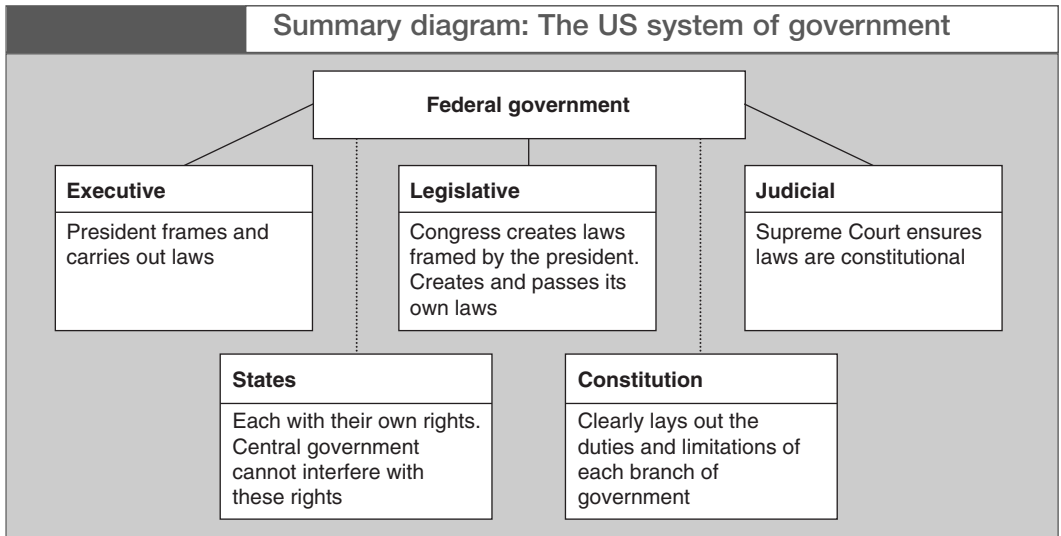 Summary diagram: The US system of government
Federal government
Executive
President frames and
carries out laws
Legislative
Congress creates laws
framed by the president.
Creates and passes its
own laws
Judicial
Supreme Court ensures
laws are constitutional
States
Each with their own rights.
Central government
cannot interfere with
these rights
Constitution
Clearly lays out the
duties and limitations of
each branch of
government